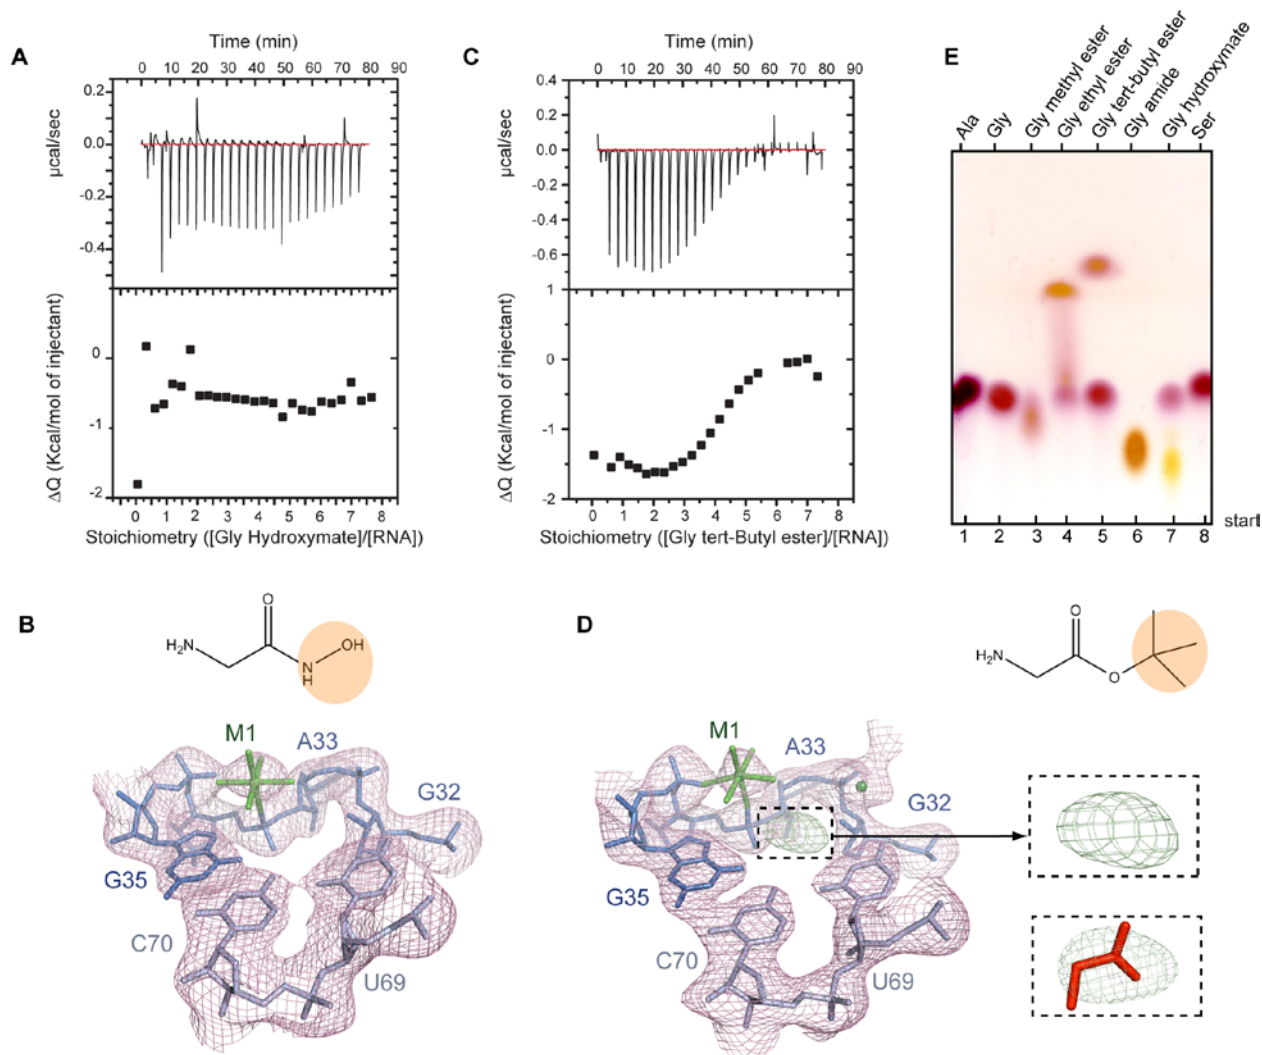 A
Time (min)
0 10 20 30 40 50 60 70 80 90
0.2
0.0
-0.2
-0.4
µcal/sec
0
-1
-2
ΔQ (Kcal/mol of injectant)
0 1 2 3 4 5 6 7 8
Stoichiometry ([Gly Hydroxymate]/[RNA])
C
Time (min)
0 10 20 30 40 50 60 70 80 90
0.4
0.2
0.0
-0.2
-0.4
-0.6
µcal/sec
1
0
-1
-2
ΔQ (Kcal/mol of injectant)
0 1 2 3 4 5 6 7 8
Stoichiometry ([Gly tert-Butyl ester]/[RNA])
E
Ala
Gly
Gly methyl ester
Gly ethyl ester
Gly tert-butyl ester
Gly amide
Gly hydroxymate
Ser
start
1 2 3 4 5 6 7 8
B
O
H₂N
N
H
OH
M1
A33
G32
G35
C70
U69
D
O
H₂N
O
M1
A33
G32
G35
C70
U69